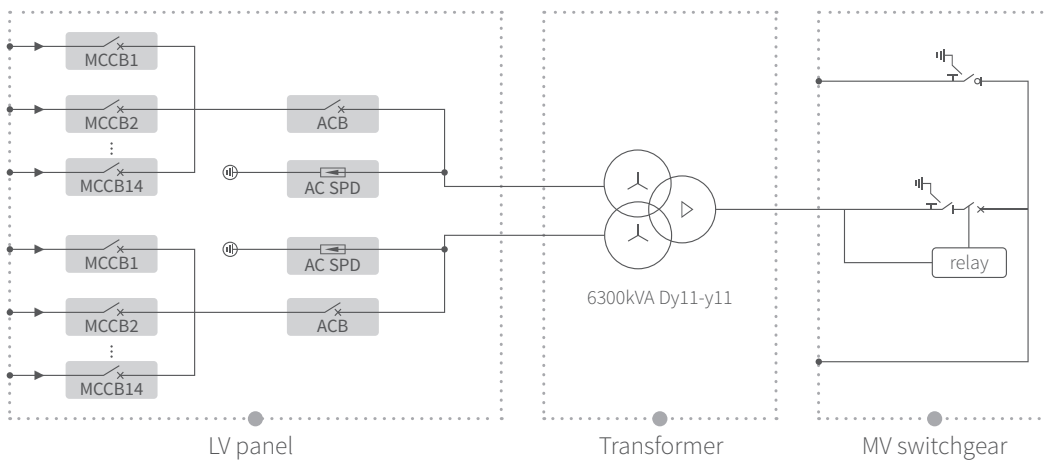 MCCB1
MCCB2
MCCB14
ACB
AC SPD
MCCB1
MCCB2
MCCB14
AC SPD
ACB
6300kVA Dy11-y11
relay
LV panel
Transformer
MV switchgear